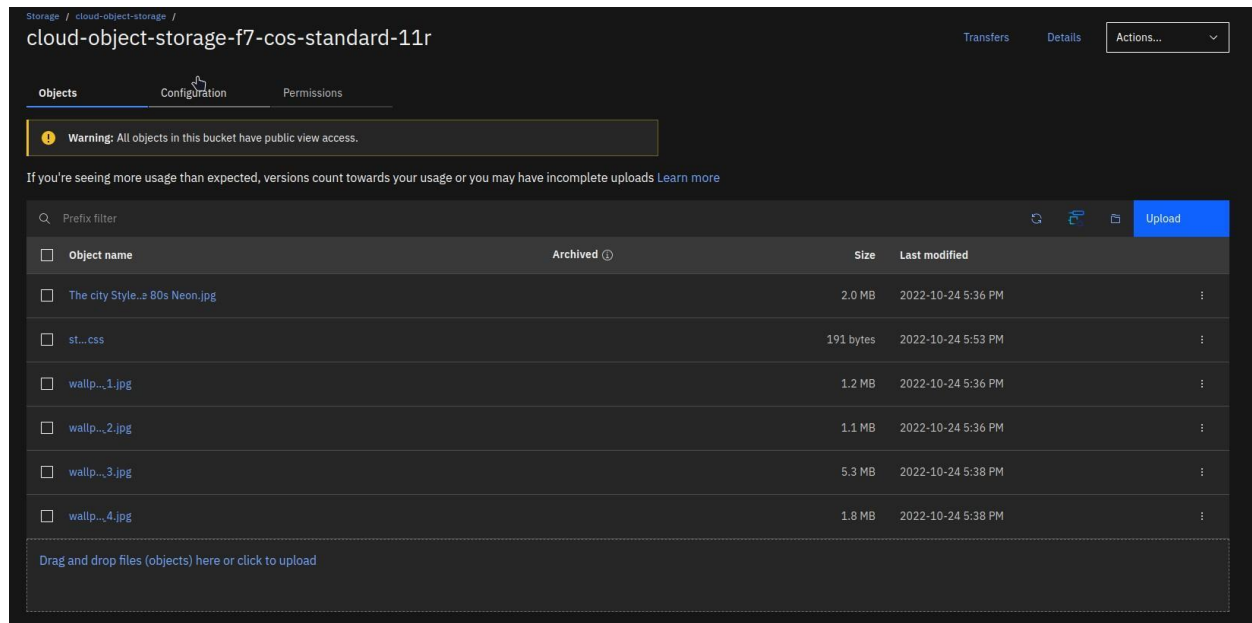 Storage / cloud-object-storage /
cloud-object-storage-f7-cos-standard-11r
Transfers Details Actions...
Objects Configuration Permissions
Warning: All objects in this bucket have public view access.
If you're seeing more usage than expected, versions count towards your usage or you may have incomplete uploads Learn more
Prefix filter Upload
Object name Archived Size Last modified
The city Style...e 80s Neon.jpg 2.0 MB 2022-10-24 5:36 PM
st...css 191 bytes 2022-10-24 5:53 PM
wallp..._1.jpg 1.2 MB 2022-10-24 5:36 PM
wallp..._2.jpg 1.1 MB 2022-10-24 5:36 PM
wallp..._3.jpg 5.3 MB 2022-10-24 5:38 PM
wallp..._4.jpg 1.8 MB 2022-10-24 5:38 PM
Drag and drop files (objects) here or click to upload